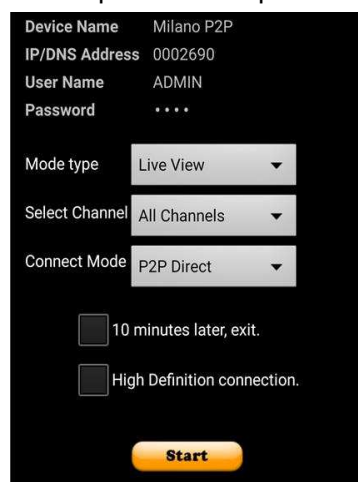 Device Name Milano P2P
IP/DNS Address 0002690
User Name ADMIN
Password ••••
Mode type Live View
Select Channel All Channels
Connect Mode P2P Direct
10 minutes later, exit.
High Definition connection.
Start